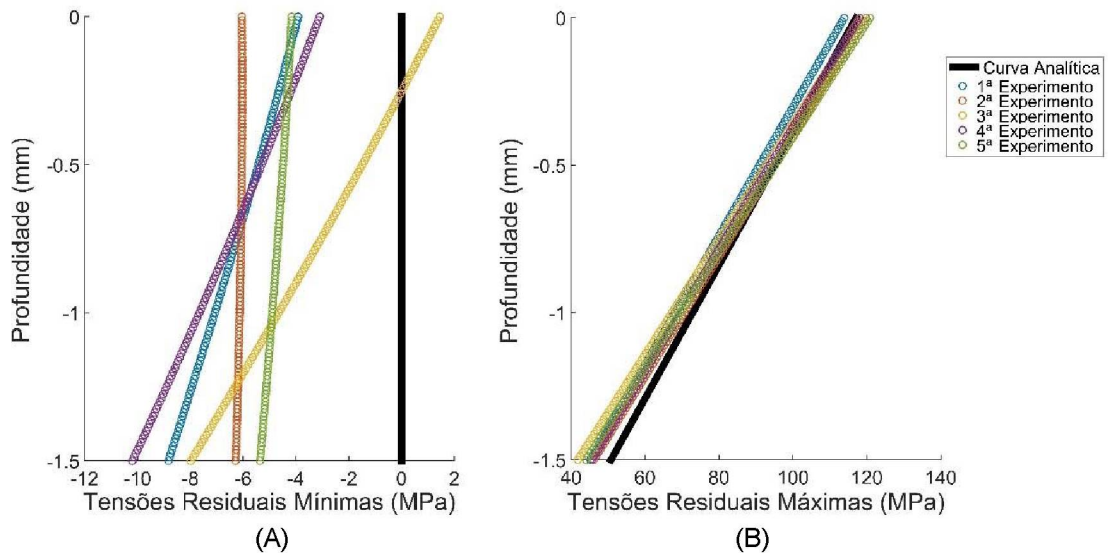 0
-0.5
-1
-1.5
Profundidade (mm)
-12 -10 -8 -6 -4 -2 0 2
Tensões Residuais Mínimas (MPa)
(A)
0
-0.5
-1
-1.5
Profundidade (mm)
40 60 80 100 120 140
Tensões Residuais Máximas (MPa)
(B)
Curva Analítica
1ª Experimento
2ª Experimento
3ª Experimento
4ª Experimento
5ª Experimento